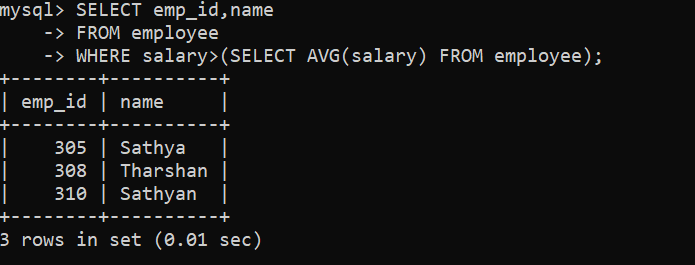 mysql> SELECT emp_id,name
    -> FROM employee
    -> WHERE salary>(SELECT AVG(salary) FROM employee);
+--------+----------+
| emp_id | name     |
+--------+----------+
|    305 | Sathya   |
|    308 | Tharshan |
|    310 | Sathyan  |
+--------+----------+
3 rows in set (0.01 sec)